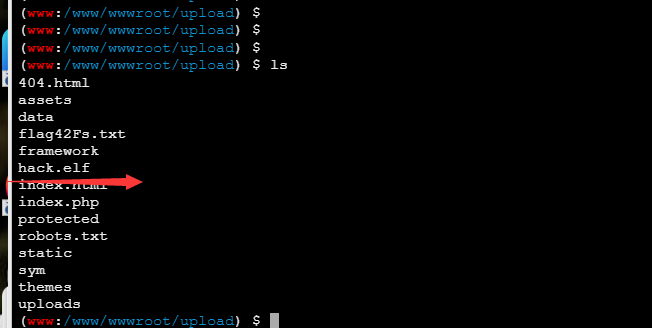 (www:/www/wwwroot/upload) $
(www:/www/wwwroot/upload) $
(www:/www/wwwroot/upload) $
(www:/www/wwwroot/upload) $ ls
404.html
assets
data
flag42Fs.txt
framework
hack.elf
index.html
index.php
protected
robots.txt
static
sym
themes
uploads
(www:/www/wwwroot/upload) $